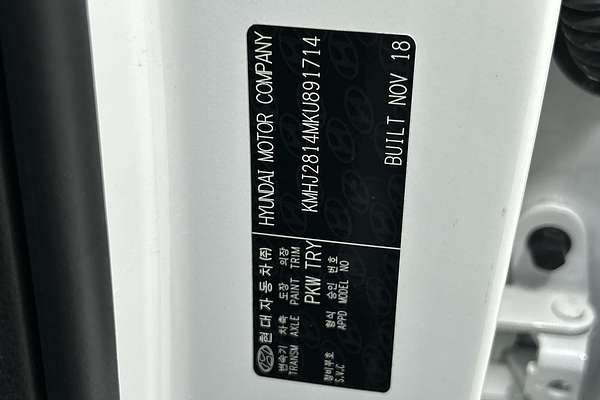 HYUNDAI MOTOR COMPANY
KMHJ2814MKU891714
BUILT NOV 18
현대자동차㈜
변속기 차축 도장 의장
TRANSM AXLE PAINT TRIM
PKW TRY
형식 승인 번호
APPD MODEL NO
정비부호
S.V.C